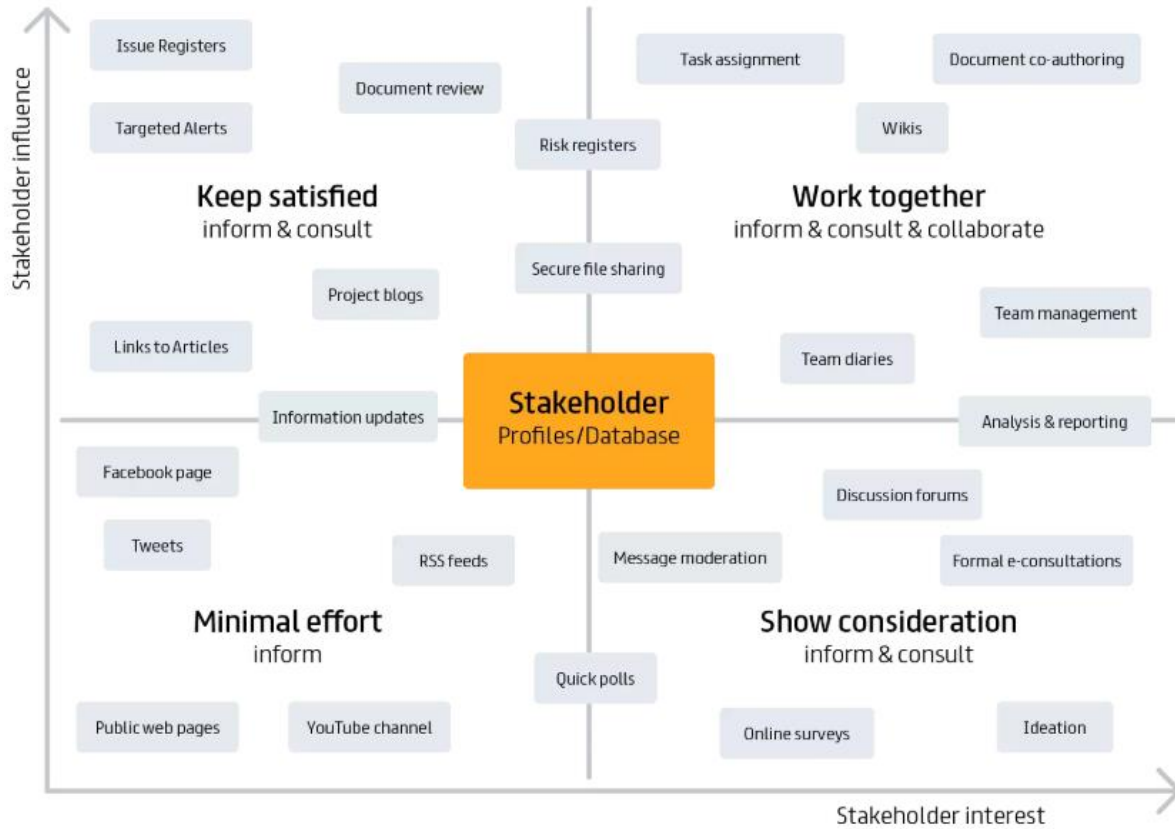 Stakeholder influence
Issue Registers
Document review
Targeted Alerts
Keep satisfied
inform & consult
Project blogs
Links to Articles
Information updates
Risk registers
Secure file sharing
Task assignment
Document co-authoring
Wikis
Work together
inform & consult & collaborate
Team management
Team diaries
Analysis & reporting
Stakeholder
Profiles/Database
Facebook page
Tweets
RSS feeds
Minimal effort
inform
Public web pages
YouTube channel
Quick polls
Discussion forums
Message moderation
Formal e-consultations
Show consideration
inform & consult
Online surveys
Ideation
Stakeholder interest